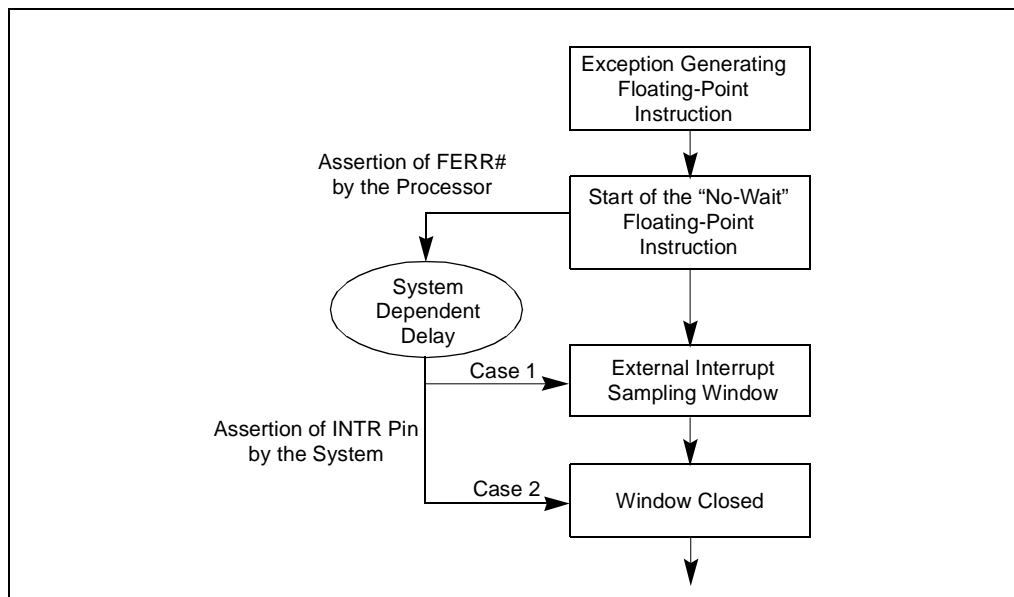 Exception Generating
Floating-Point
Instruction
Assertion of FERR#
by the Processor
Start of the “No-Wait”
Floating-Point
Instruction
System
Dependent
Delay
Case 1
External Interrupt
Sampling Window
Assertion of INTR Pin
by the System
Case 2
Window Closed